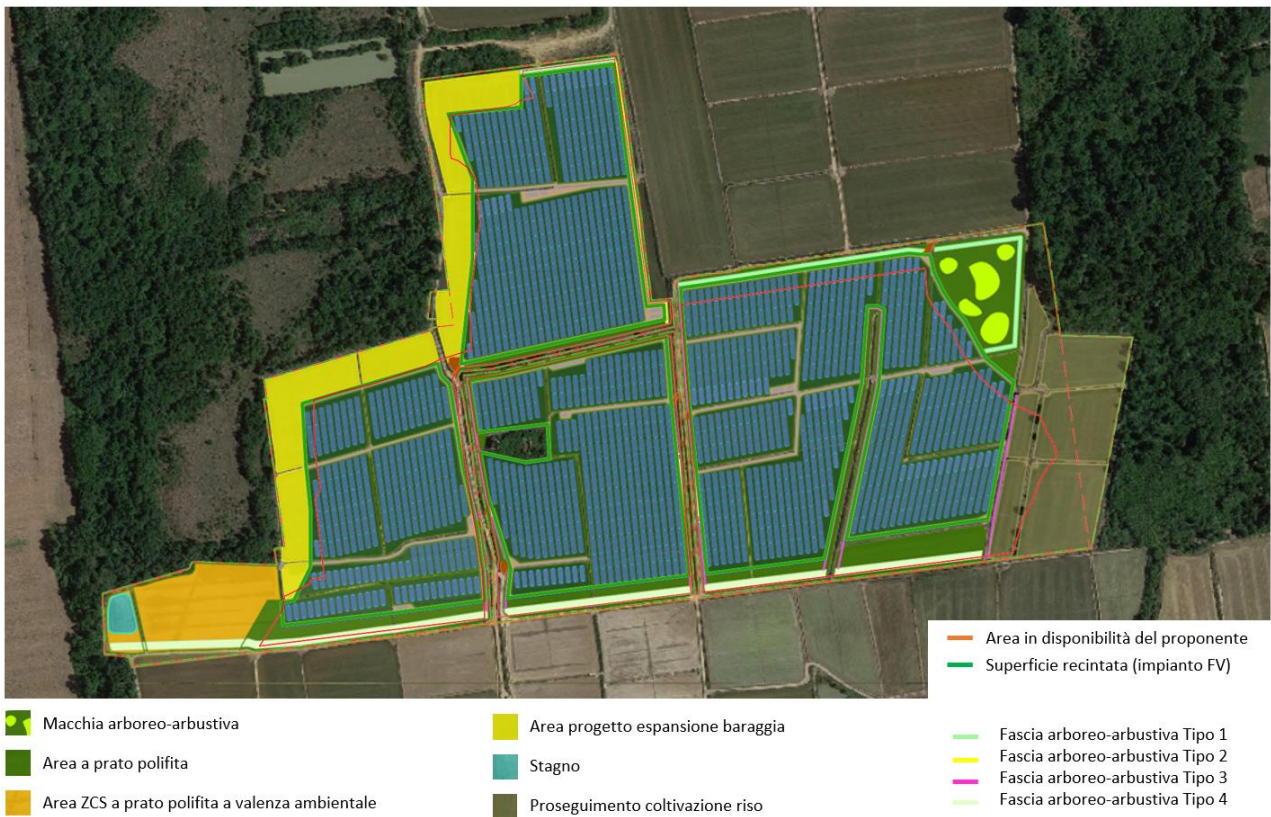 Area in disponibilità del proponente
Superficie recintata (impianto FV)
Macchia arboreo-arbustiva
Area a prato polifita
Area ZCS a prato polifita a valenza ambientale
Area progetto espansione baraggia
Stagno
Proseguimento coltivazione riso
Fascia arboreo-arbustiva Tipo 1
Fascia arboreo-arbustiva Tipo 2
Fascia arboreo-arbustiva Tipo 3
Fascia arboreo-arbustiva Tipo 4